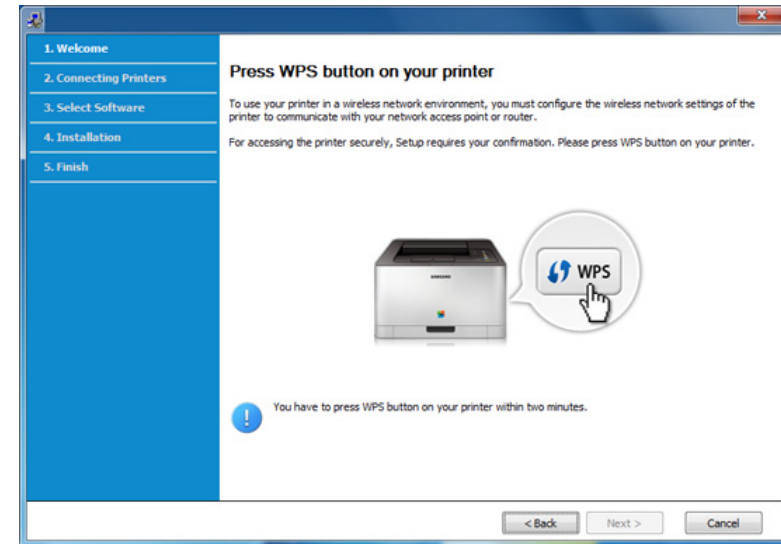 X
1. Welcome
2. Connecting Printers
3. Select Software
4. Installation
5. Finish
Press WPS button on your printer
To use your printer in a wireless network environment, you must configure the wireless network settings of the
printer to communicate with your network access point or router.
For accessing the printer securely, Setup requires your confirmation. Please press WPS button on your printer.
SAMSUNG
WPS
You have to press WPS button on your printer within two minutes.
< Back
Next >
Cancel